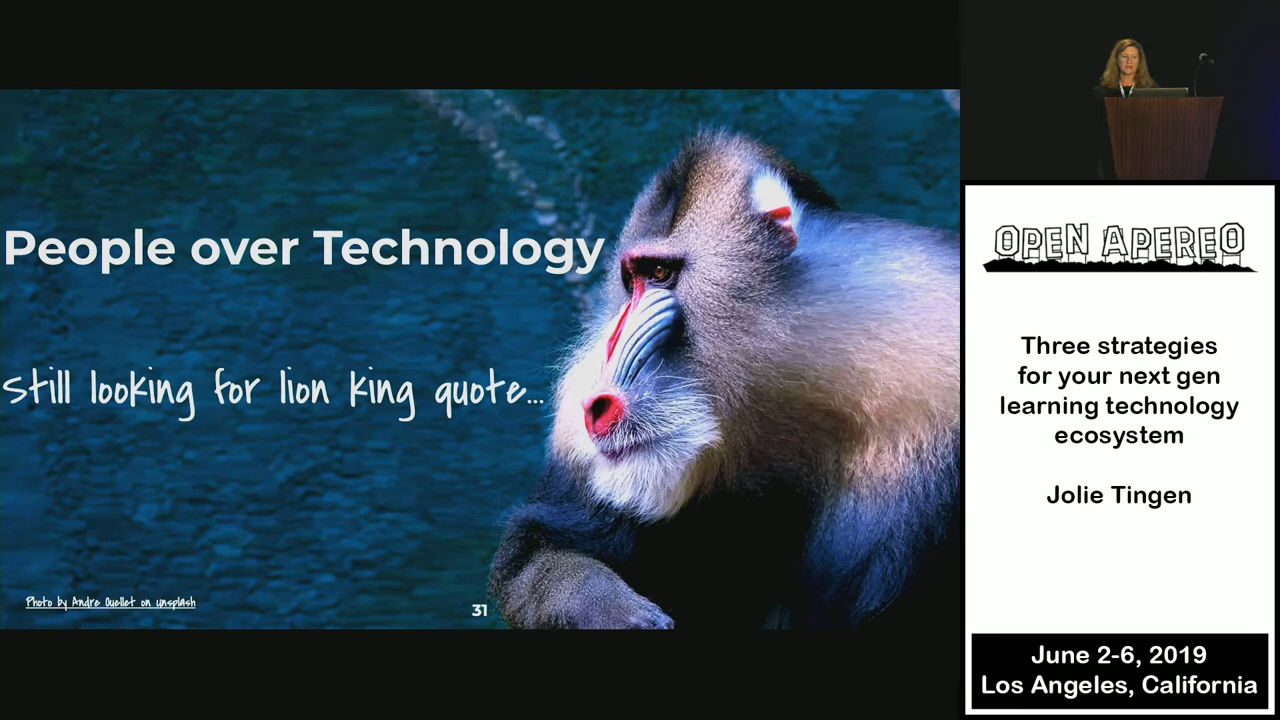 People over Technology
Still looking for lion king quote...
Photo by Andre Ouellet on unsplash
31
OPEN APEREO
Three strategies
for your next gen
learning technology
ecosystem
Jolie Tingen
June 2-6, 2019
Los Angeles, California